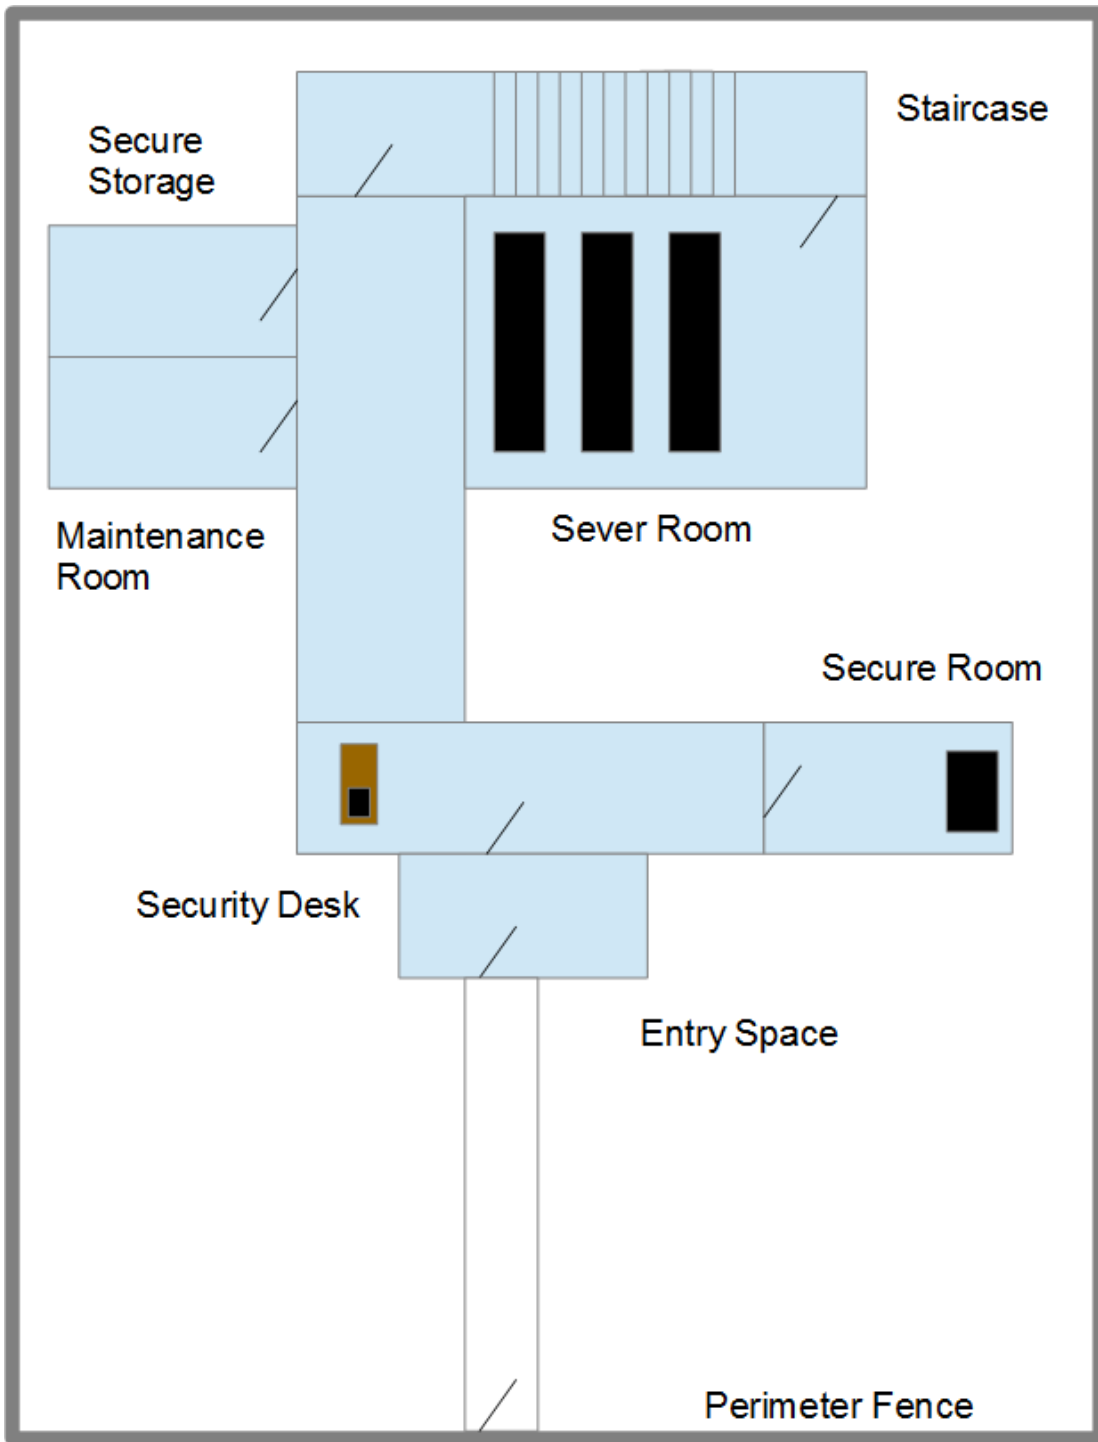 Staircase
Secure
Storage
Sever Room
Maintenance
Room
Secure Room
Security Desk
Entry Space
Perimeter Fence